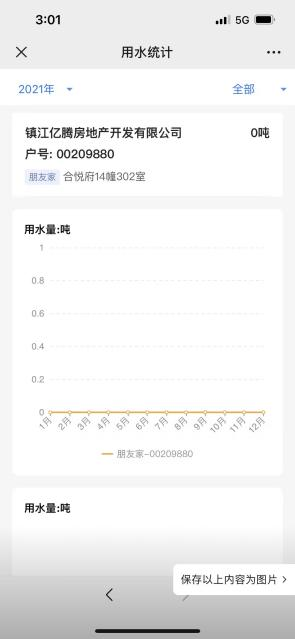 3:01 5G
用水统计
2021年 全部
镇江亿腾房地产开发有限公司 0吨
户号: 00209880
朋友家 合悦府14幢302室
用水量:吨
1
0.8
0.6
0.4
0.2
0
1月 2月 3月 4月 5月 6月 7月 8月 9月 10月 11月 12月
朋友家-00209880
用水量:吨
保存以上内容为图片